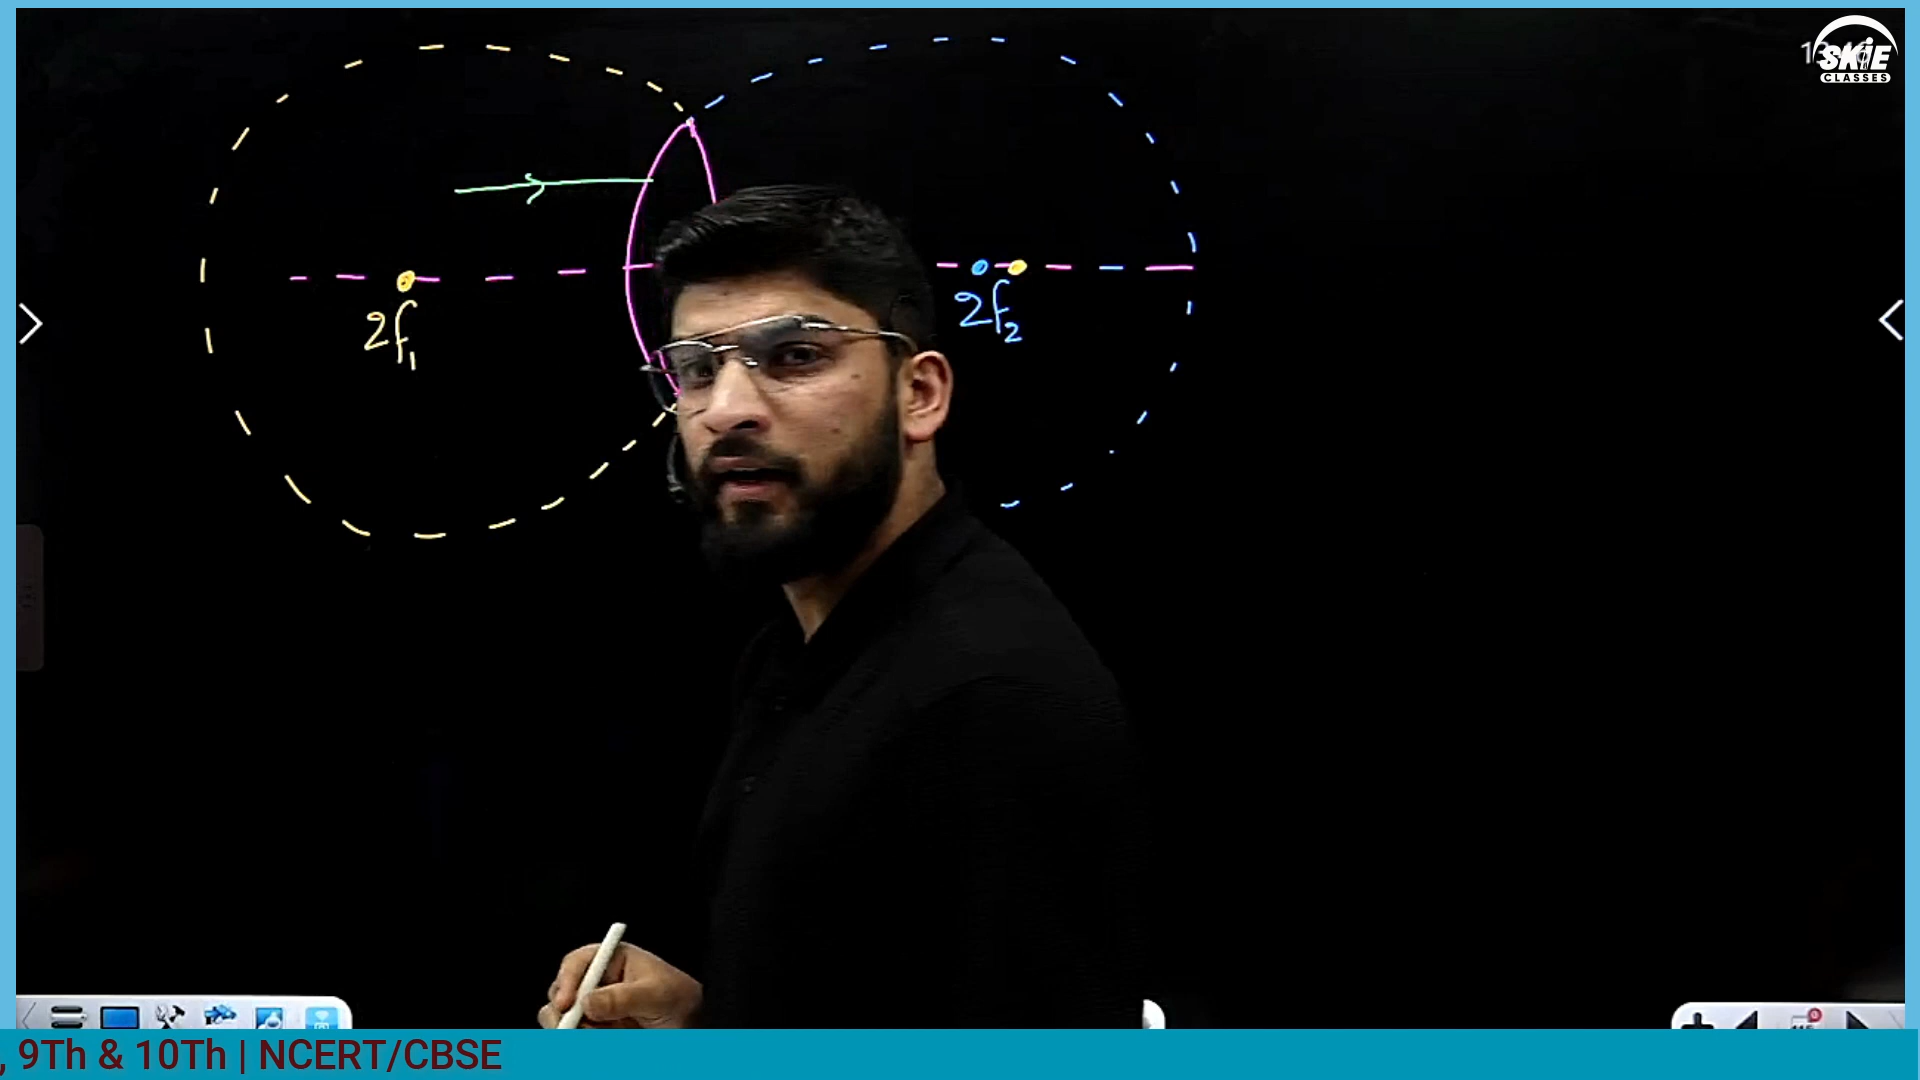 SKiE
CLASSES
2f₁
2f₂
, 9Th & 10Th | NCERT/CBSE